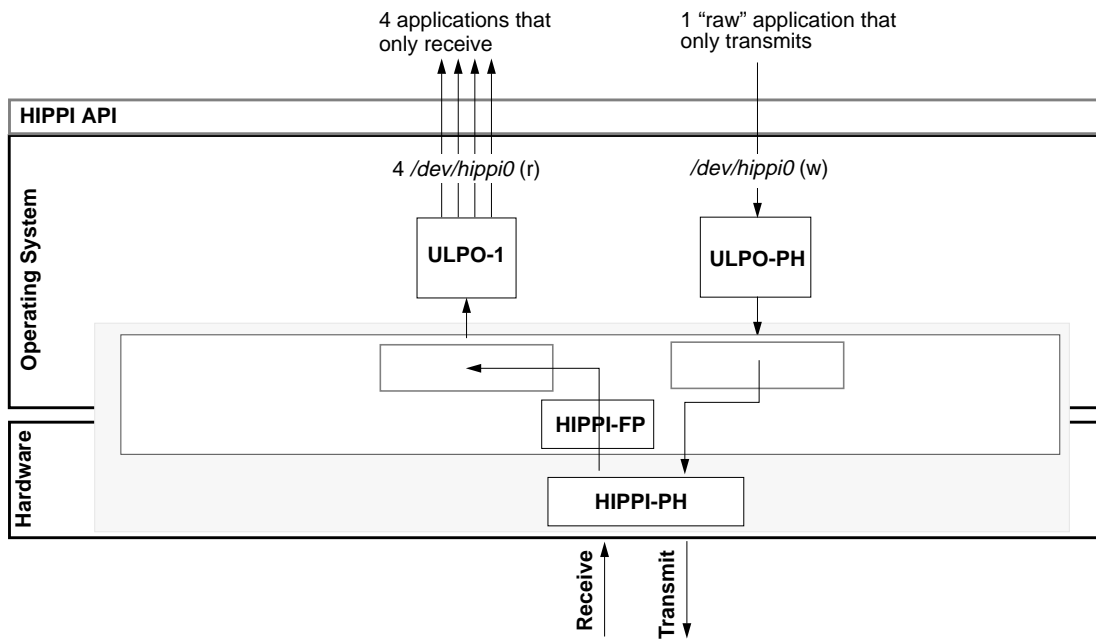 4 applications that
only receive
1 “raw” application that
only transmits
HIPPI API
4 /dev/hippi0 (r)
/dev/hippi0 (w)
Operating System
ULPO-1
ULPO-PH
HIPPI-FP
Hardware
HIPPI-PH
Receive
Transmit